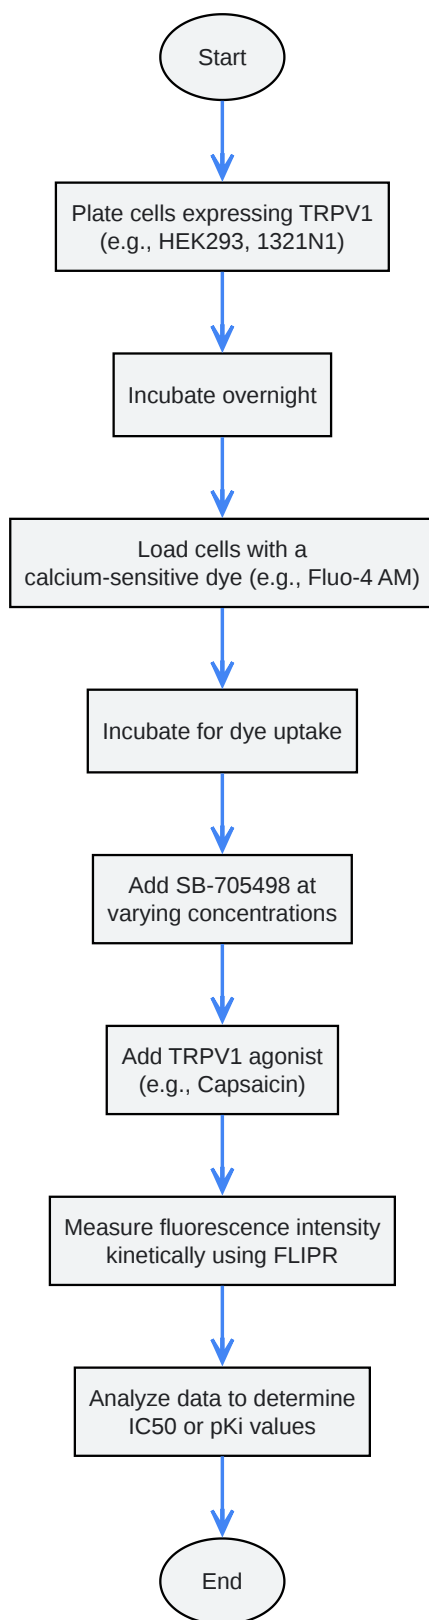 Start
Plate cells expressing TRPV1
(e.g., HEK293, 1321N1)
Incubate overnight
Load cells with a
calcium-sensitive dye (e.g., Fluo-4 AM)
Incubate for dye uptake
Add SB-705498 at
varying concentrations
Add TRPV1 agonist
(e.g., Capsaicin)
Measure fluorescence intensity
kinetically using FLIPR
Analyze data to determine
IC50 or pKi values
End